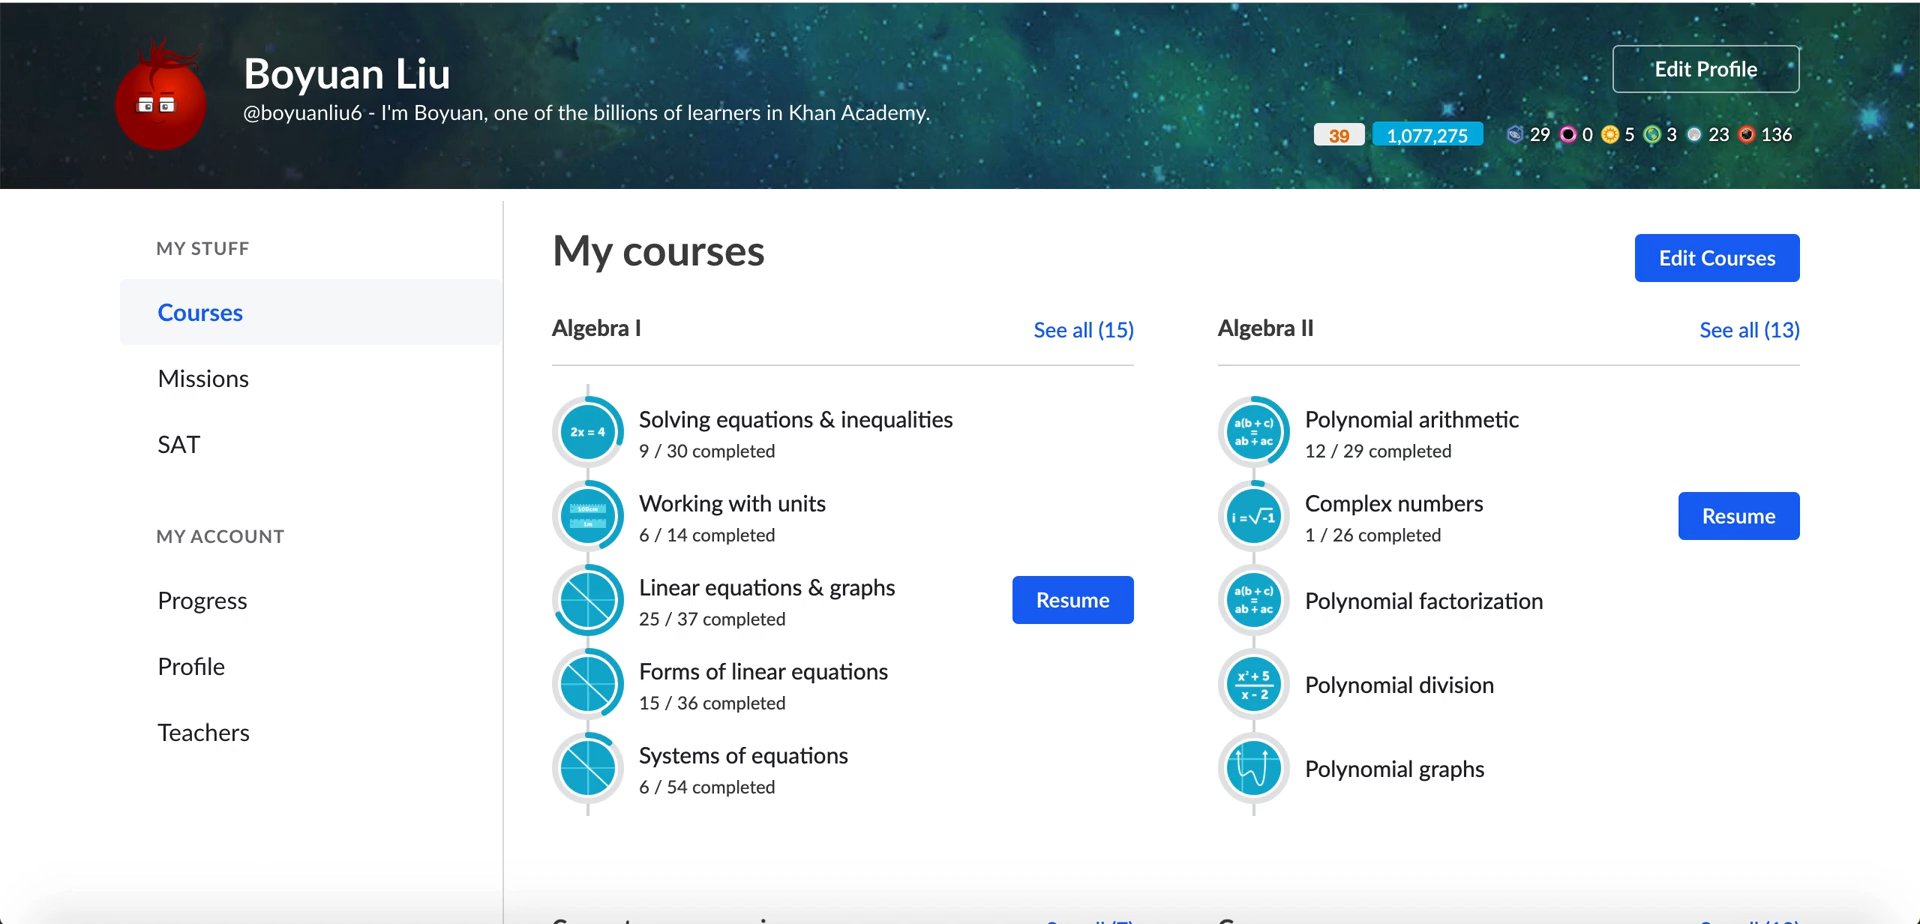 Boyuan Liu
@boyuanliu6 - I'm Boyuan, one of the billions of learners in Khan Academy.
Edit Profile
39 1,077,275 29 0 5 3 23 136
MY STUFF
Courses
Missions
SAT
MY ACCOUNT
Progress
Profile
Teachers
My courses
Edit Courses
Algebra I
See all (15)
2x = 4
Solving equations & inequalities
9 / 30 completed
100cm
1m
Working with units
6 / 14 completed
Linear equations & graphs
25 / 37 completed
Resume
Forms of linear equations
15 / 36 completed
Systems of equations
6 / 54 completed
Algebra II
See all (13)
a(b + c)
=
ab + ac
Polynomial arithmetic
12 / 29 completed
i = √-1
Complex numbers
1 / 26 completed
Resume
a(b + c)
=
ab + ac
Polynomial factorization
x² + 5
x - 2
Polynomial division
Polynomial graphs